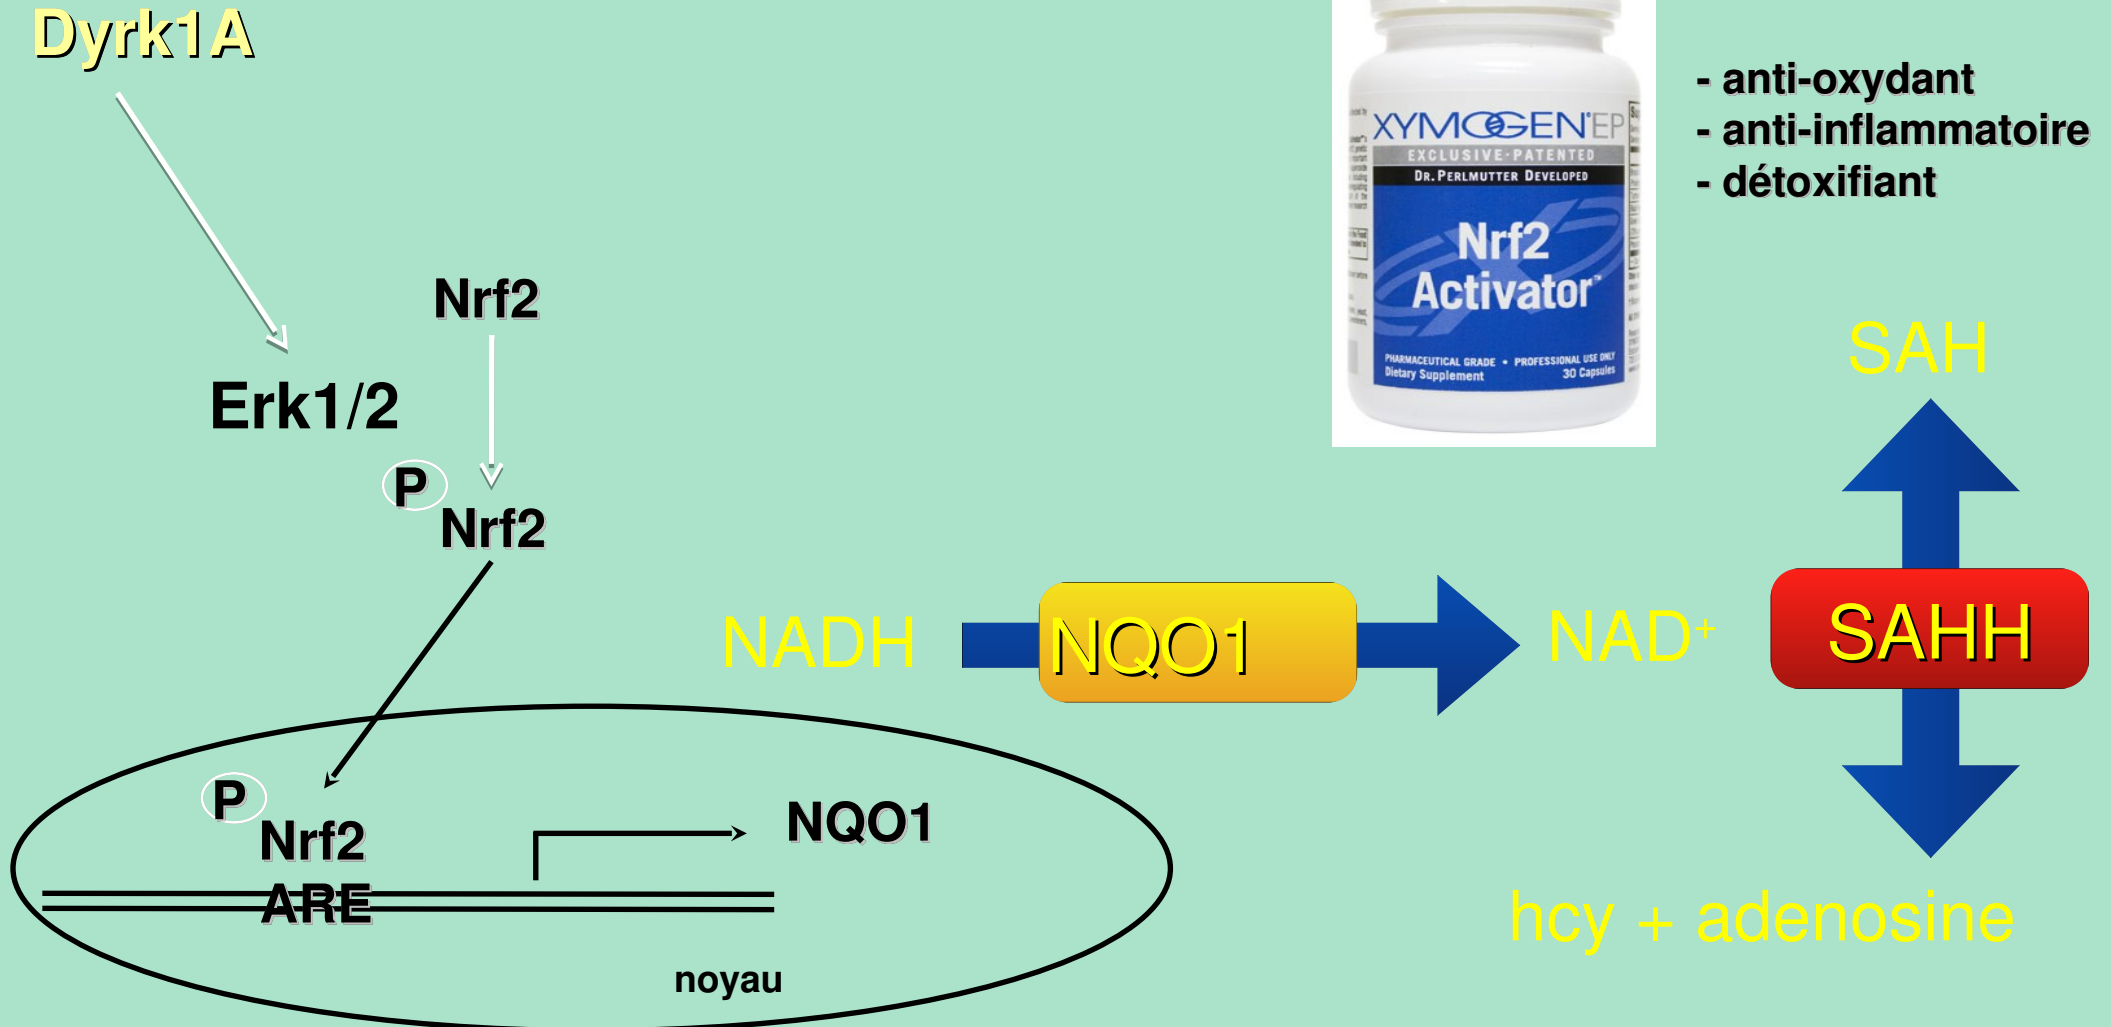 Dyrk1A
- anti-oxydant
- anti-inflammatoire
- détoxifiant
XYMOGEN EP
EXCLUSIVE·PATENTED
DR. PERLMUTTER DEVELOPED
Nrf2
Activator™
PHARMACEUTICAL GRADE • PROFESSIONAL USE ONLY
Dietary Supplement 30 Capsules
Nrf2
Erk1/2
P
Nrf2
SAH
NADH
NQO1
NAD+
SAHH
P
Nrf2
NQO1
ARE
hcy + adenosine
noyau